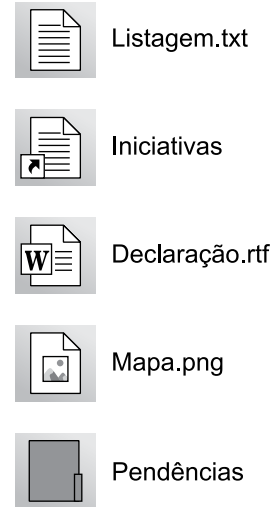 Listagem.txt
Iniciativas
W
Declaração.rtf
Mapa.png
Pendências